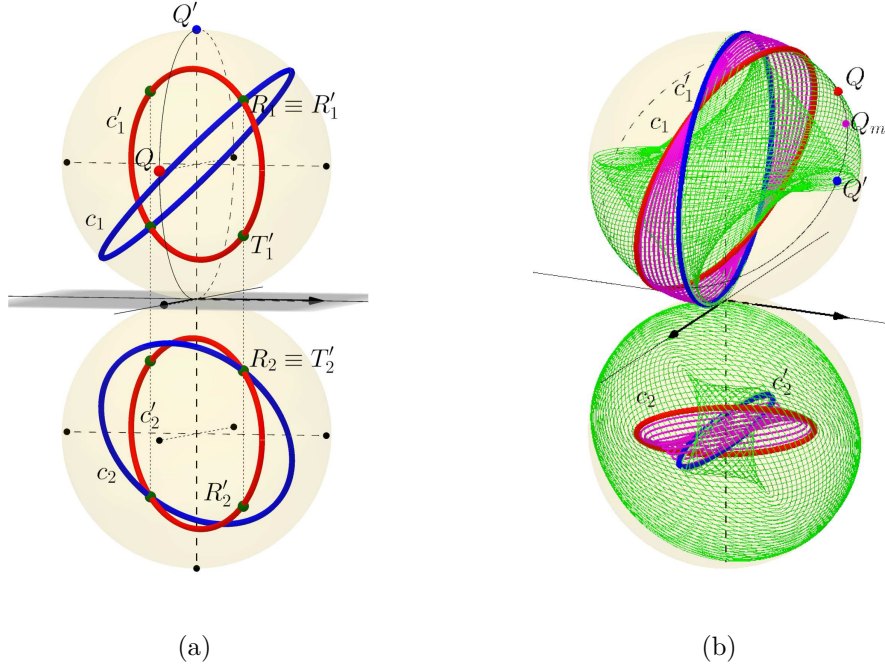 Q′
c′₁
R₁ ≡ R′₁
Q
c₁
T′₁
R₂ ≡ T′₂
c′₂
c₂
R′₂
(a)
c′₁
c₁
Q
Qₘ
Q′
c₂
c′₂
(b)